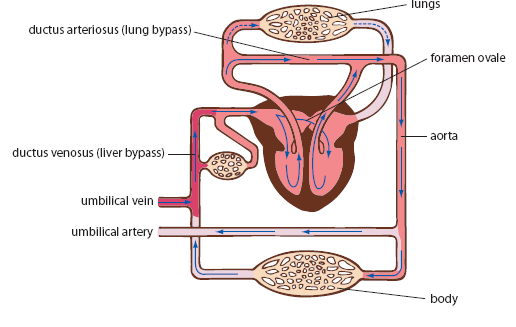 lungs
ductus arteriosus (lung bypass)
foramen ovale
aorta
ductus venosus (liver bypass)
umbilical vein
umbilical artery
body